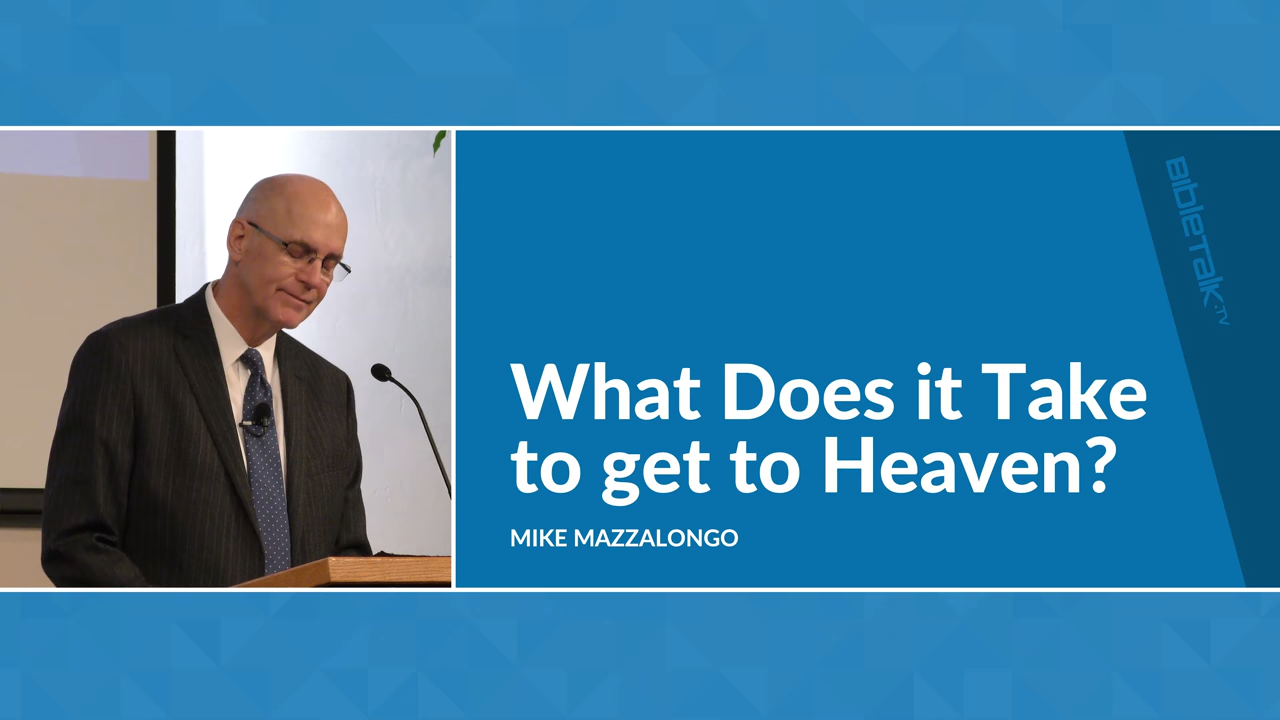 BibleTalk.TV
What Does it Take
to get to Heaven?
MIKE MAZZALONGO